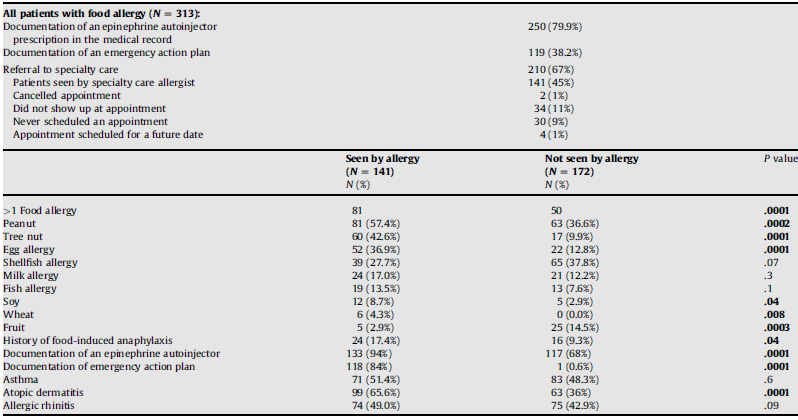 All patients with food allergy (N = 313):
Documentation of an epinephrine autoinjector 250 (79.9%)
prescription in the medical record
Documentation of an emergency action plan 119 (38.2%)
Referral to specialty care 210 (67%)
Patients seen by specialty care allergist 141 (45%)
Cancelled appointment 2 (1%)
Did not show up at appointment 34 (11%)
Never scheduled an appointment 30 (9%)
Appointment scheduled for a future date 4 (1%)
Seen by allergy Not seen by allergy P value
(N = 141) (N = 172)
N (%) N (%)
>1 Food allergy 81 50 .0001
Peanut 81 (57.4%) 63 (36.6%) .0002
Tree nut 60 (42.6%) 17 (9.9%) .0001
Egg allergy 52 (36.9%) 22 (12.8%) .0001
Shellfish allergy 39 (27.7%) 65 (37.8%) .07
Milk allergy 24 (17.0%) 21 (12.2%) .3
Fish allergy 19 (13.5%) 13 (7.6%) .1
Soy 12 (8.7%) 5 (2.9%) .04
Wheat 6 (4.3%) 0 (0.0%) .008
Fruit 5 (2.9%) 25 (14.5%) .0003
History of food-induced anaphylaxis 24 (17.4%) 16 (9.3%) .04
Documentation of an epinephrine autoinjector 133 (94%) 117 (68%) .0001
Documentation of emergency action plan 118 (84%) 1 (0.6%) .0001
Asthma 71 (51.4%) 83 (48.3%) .6
Atopic dermatitis 99 (65.6%) 63 (36%) .0001
Allergic rhinitis 74 (49.0%) 75 (42.9%) .09